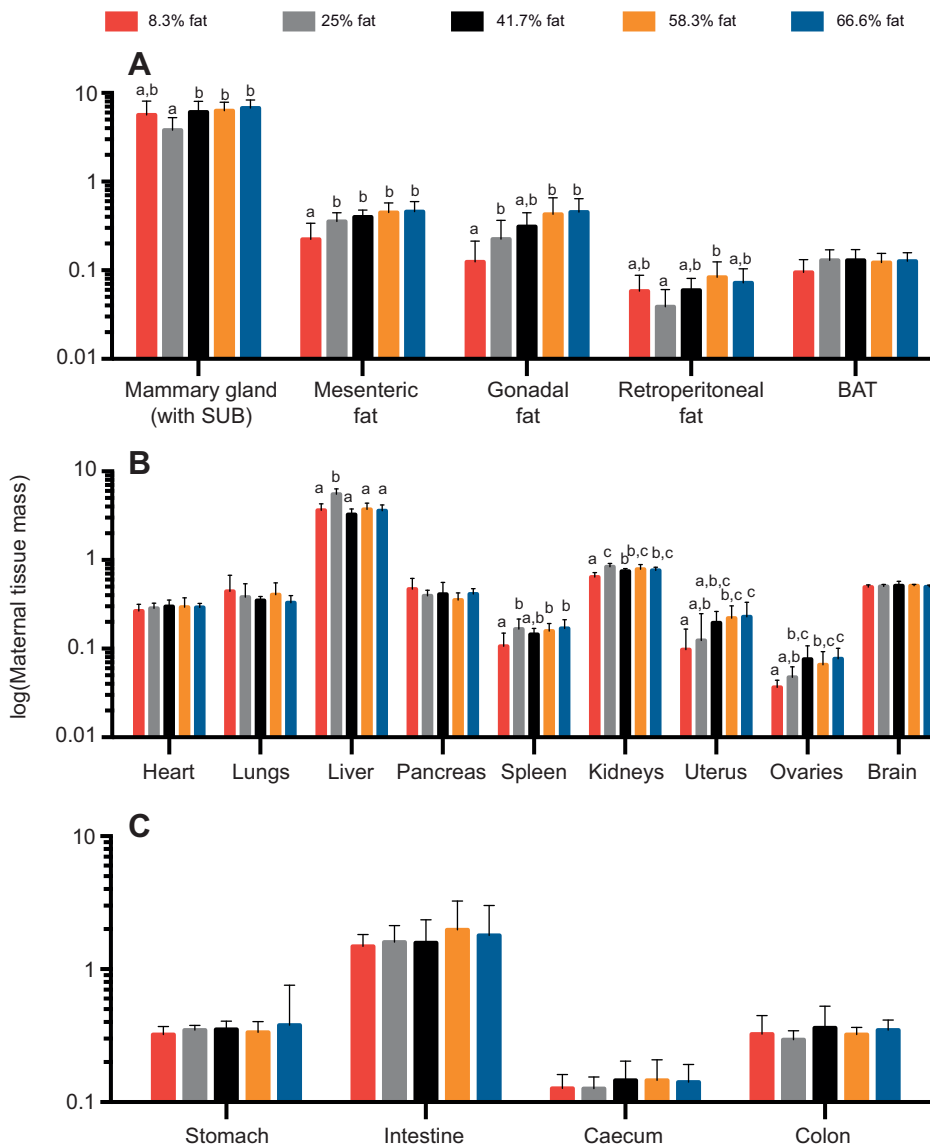 8.3% fat 25% fat 41.7% fat 58.3% fat 66.6% fat
A
10
1
0.1
0.01
a,b a b b b
a b b b b
a b a,b b b
a,b a a,b b a,b
Mammary gland (with SUB)
Mesenteric fat
Gonadal fat
Retroperitoneal fat
BAT
log(Maternal tissue mass)
B
10
1
0.1
0.01
a b a a a
a b a,b b b
a c b b,c b,c
a a,b a,b,c b,c c
a a,b b,c b,c c
Heart Lungs Liver Pancreas Spleen Kidneys Uterus Ovaries Brain
C
10
1
0.1
Stomach Intestine Caecum Colon